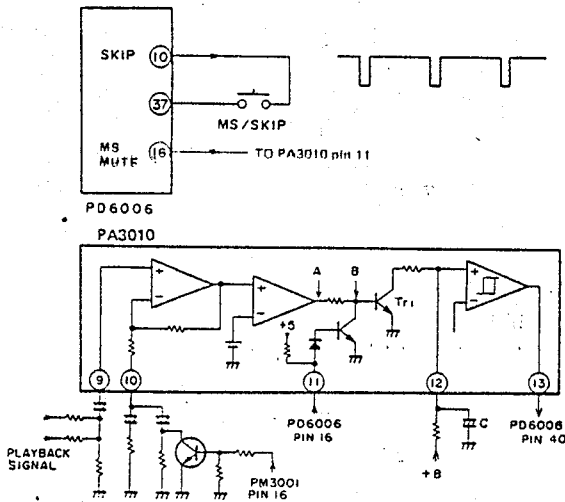 SKIP
10
37
MS/SKIP
MS
MUTE
16
TO PA3010 pin 11
PD6006
PA3010
A
B
Tr1
+5
9
10
11
12
13
C
PD6006
PIN 16
PD6006
PIN 40
PLAYBACK
SIGNAL
PM3001
PIN 16
+B